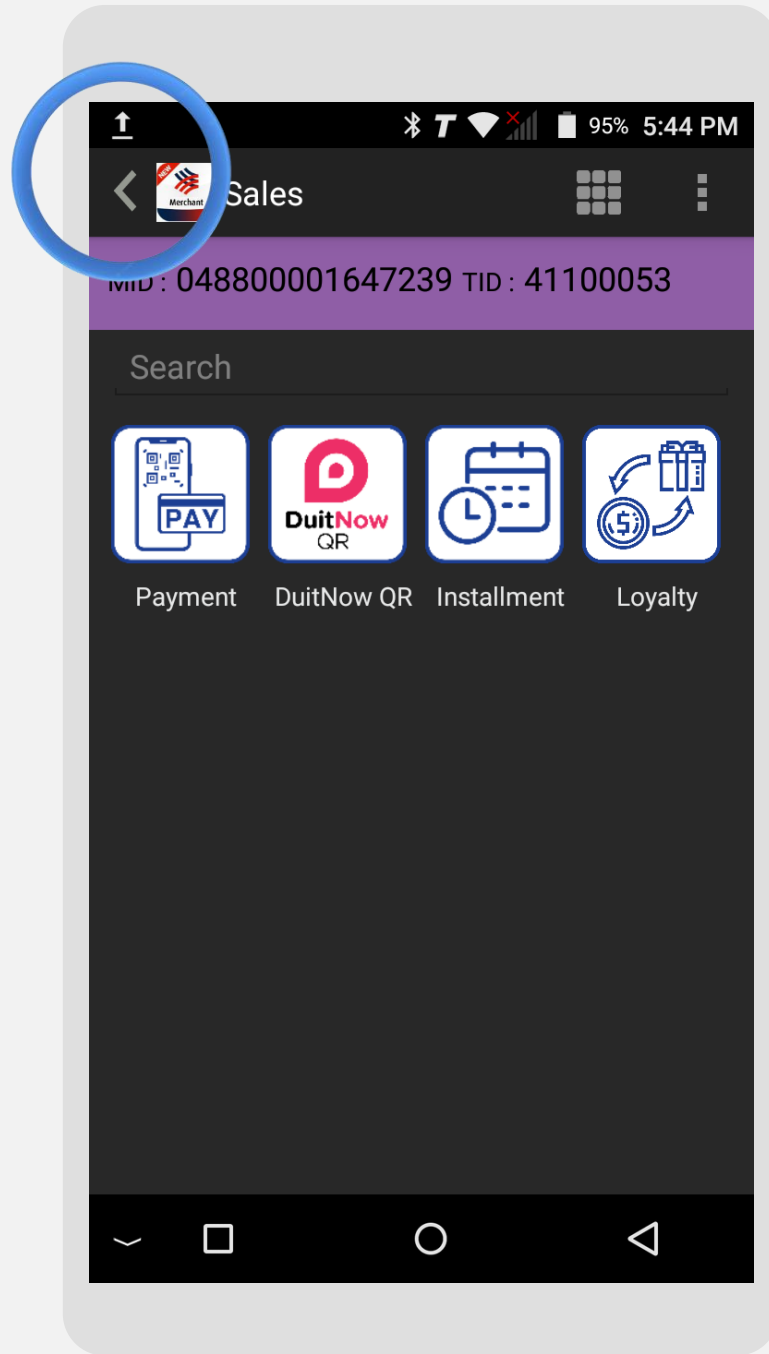 95% 5:44 PM
NEW
Merchant
Sales
MID : 048800001647239 TID : 41100053
Search
PAY
DuitNow
QR
$
Payment DuitNow QR Installment Loyalty